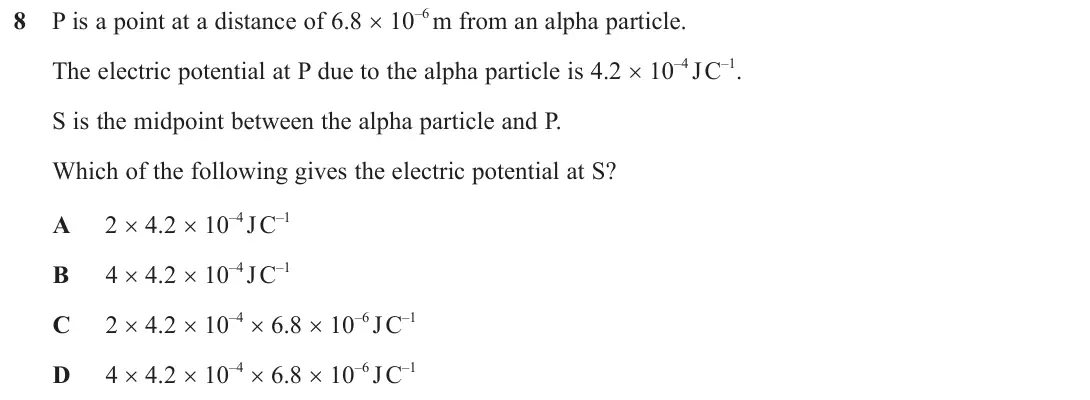 8 P is a point at a distance of 6.8 × 10⁻⁶ m from an alpha particle.
The electric potential at P due to the alpha particle is 4.2 × 10⁻⁴ J C⁻¹.
S is the midpoint between the alpha particle and P.
Which of the following gives the electric potential at S?
A 2 × 4.2 × 10⁻⁴ J C⁻¹
B 4 × 4.2 × 10⁻⁴ J C⁻¹
C 2 × 4.2 × 10⁻⁴ × 6.8 × 10⁻⁶ J C⁻¹
D 4 × 4.2 × 10⁻⁴ × 6.8 × 10⁻⁶ J C⁻¹